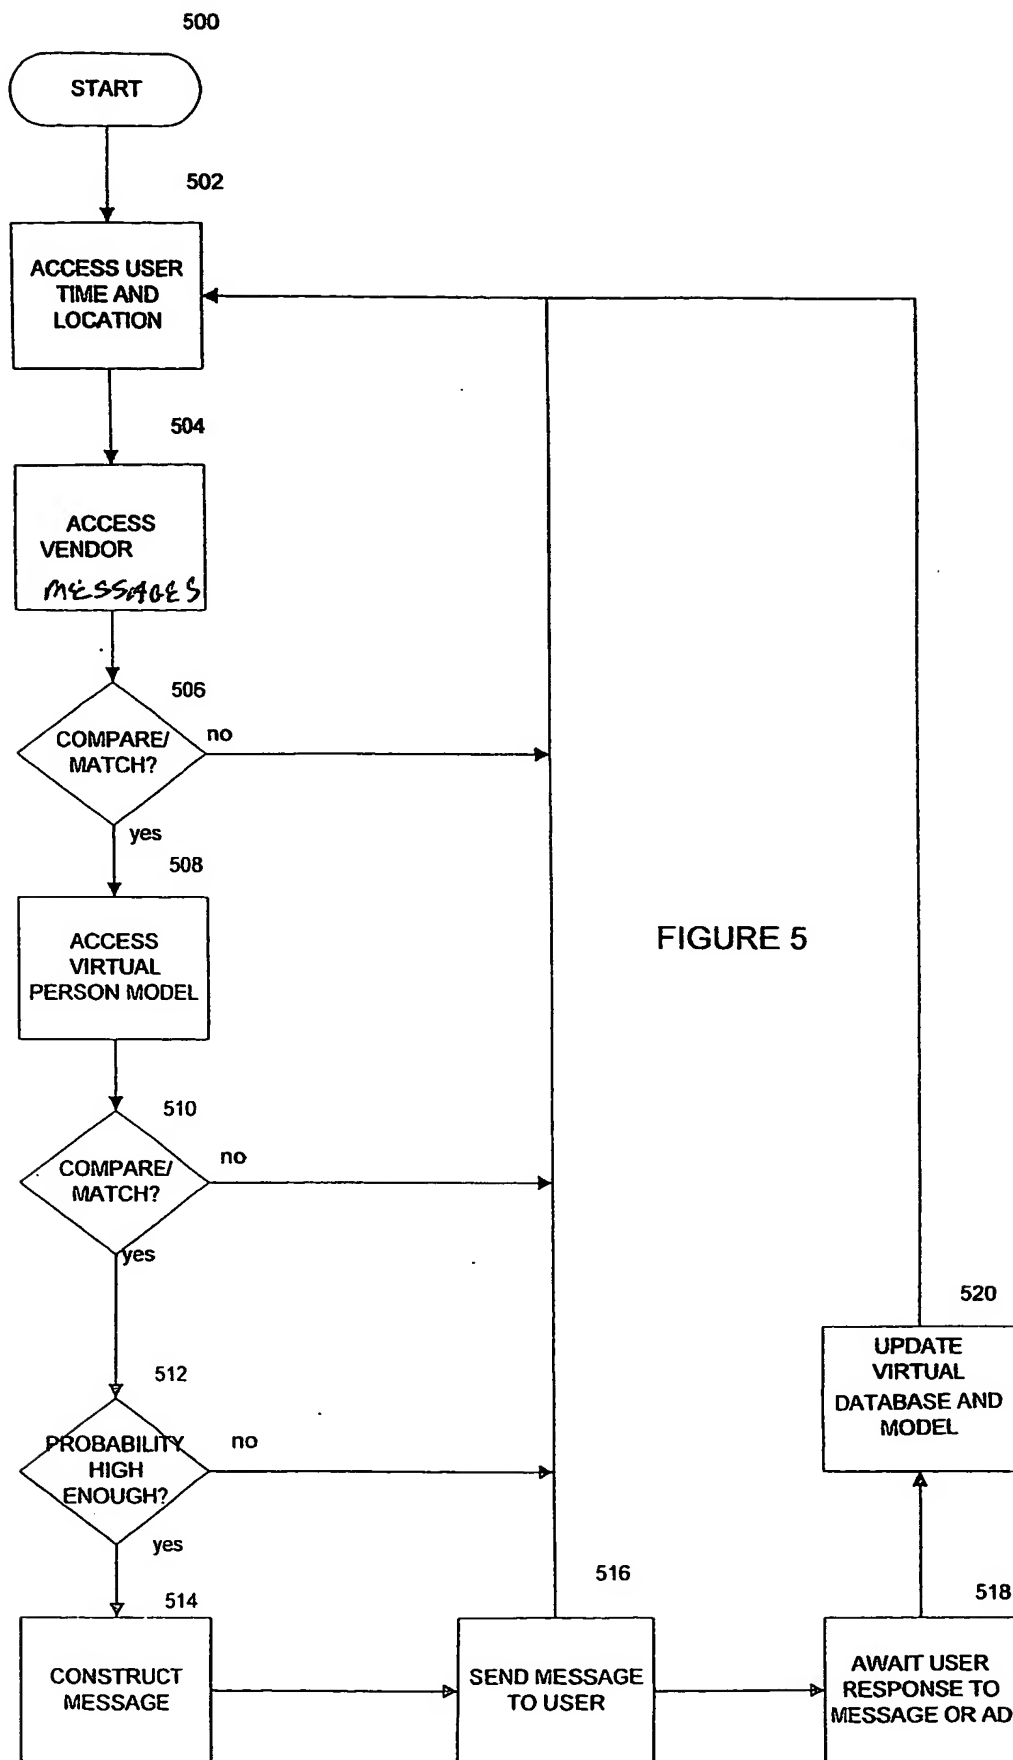 500
START
502
ACCESS USER
TIME AND
LOCATION
504
ACCESS
VENDOR
MESSAGES
506
COMPARE/
MATCH?
no
yes
508
ACCESS
VIRTUAL
PERSON MODEL
FIGURE 5
510
COMPARE/
MATCH?
no
yes
512
PROBABILITY
HIGH
ENOUGH?
no
yes
514
CONSTRUCT
MESSAGE
516
SEND MESSAGE
TO USER
518
AWAIT USER
RESPONSE TO
MESSAGE OR AD
520
UPDATE
VIRTUAL
DATABASE AND
MODEL